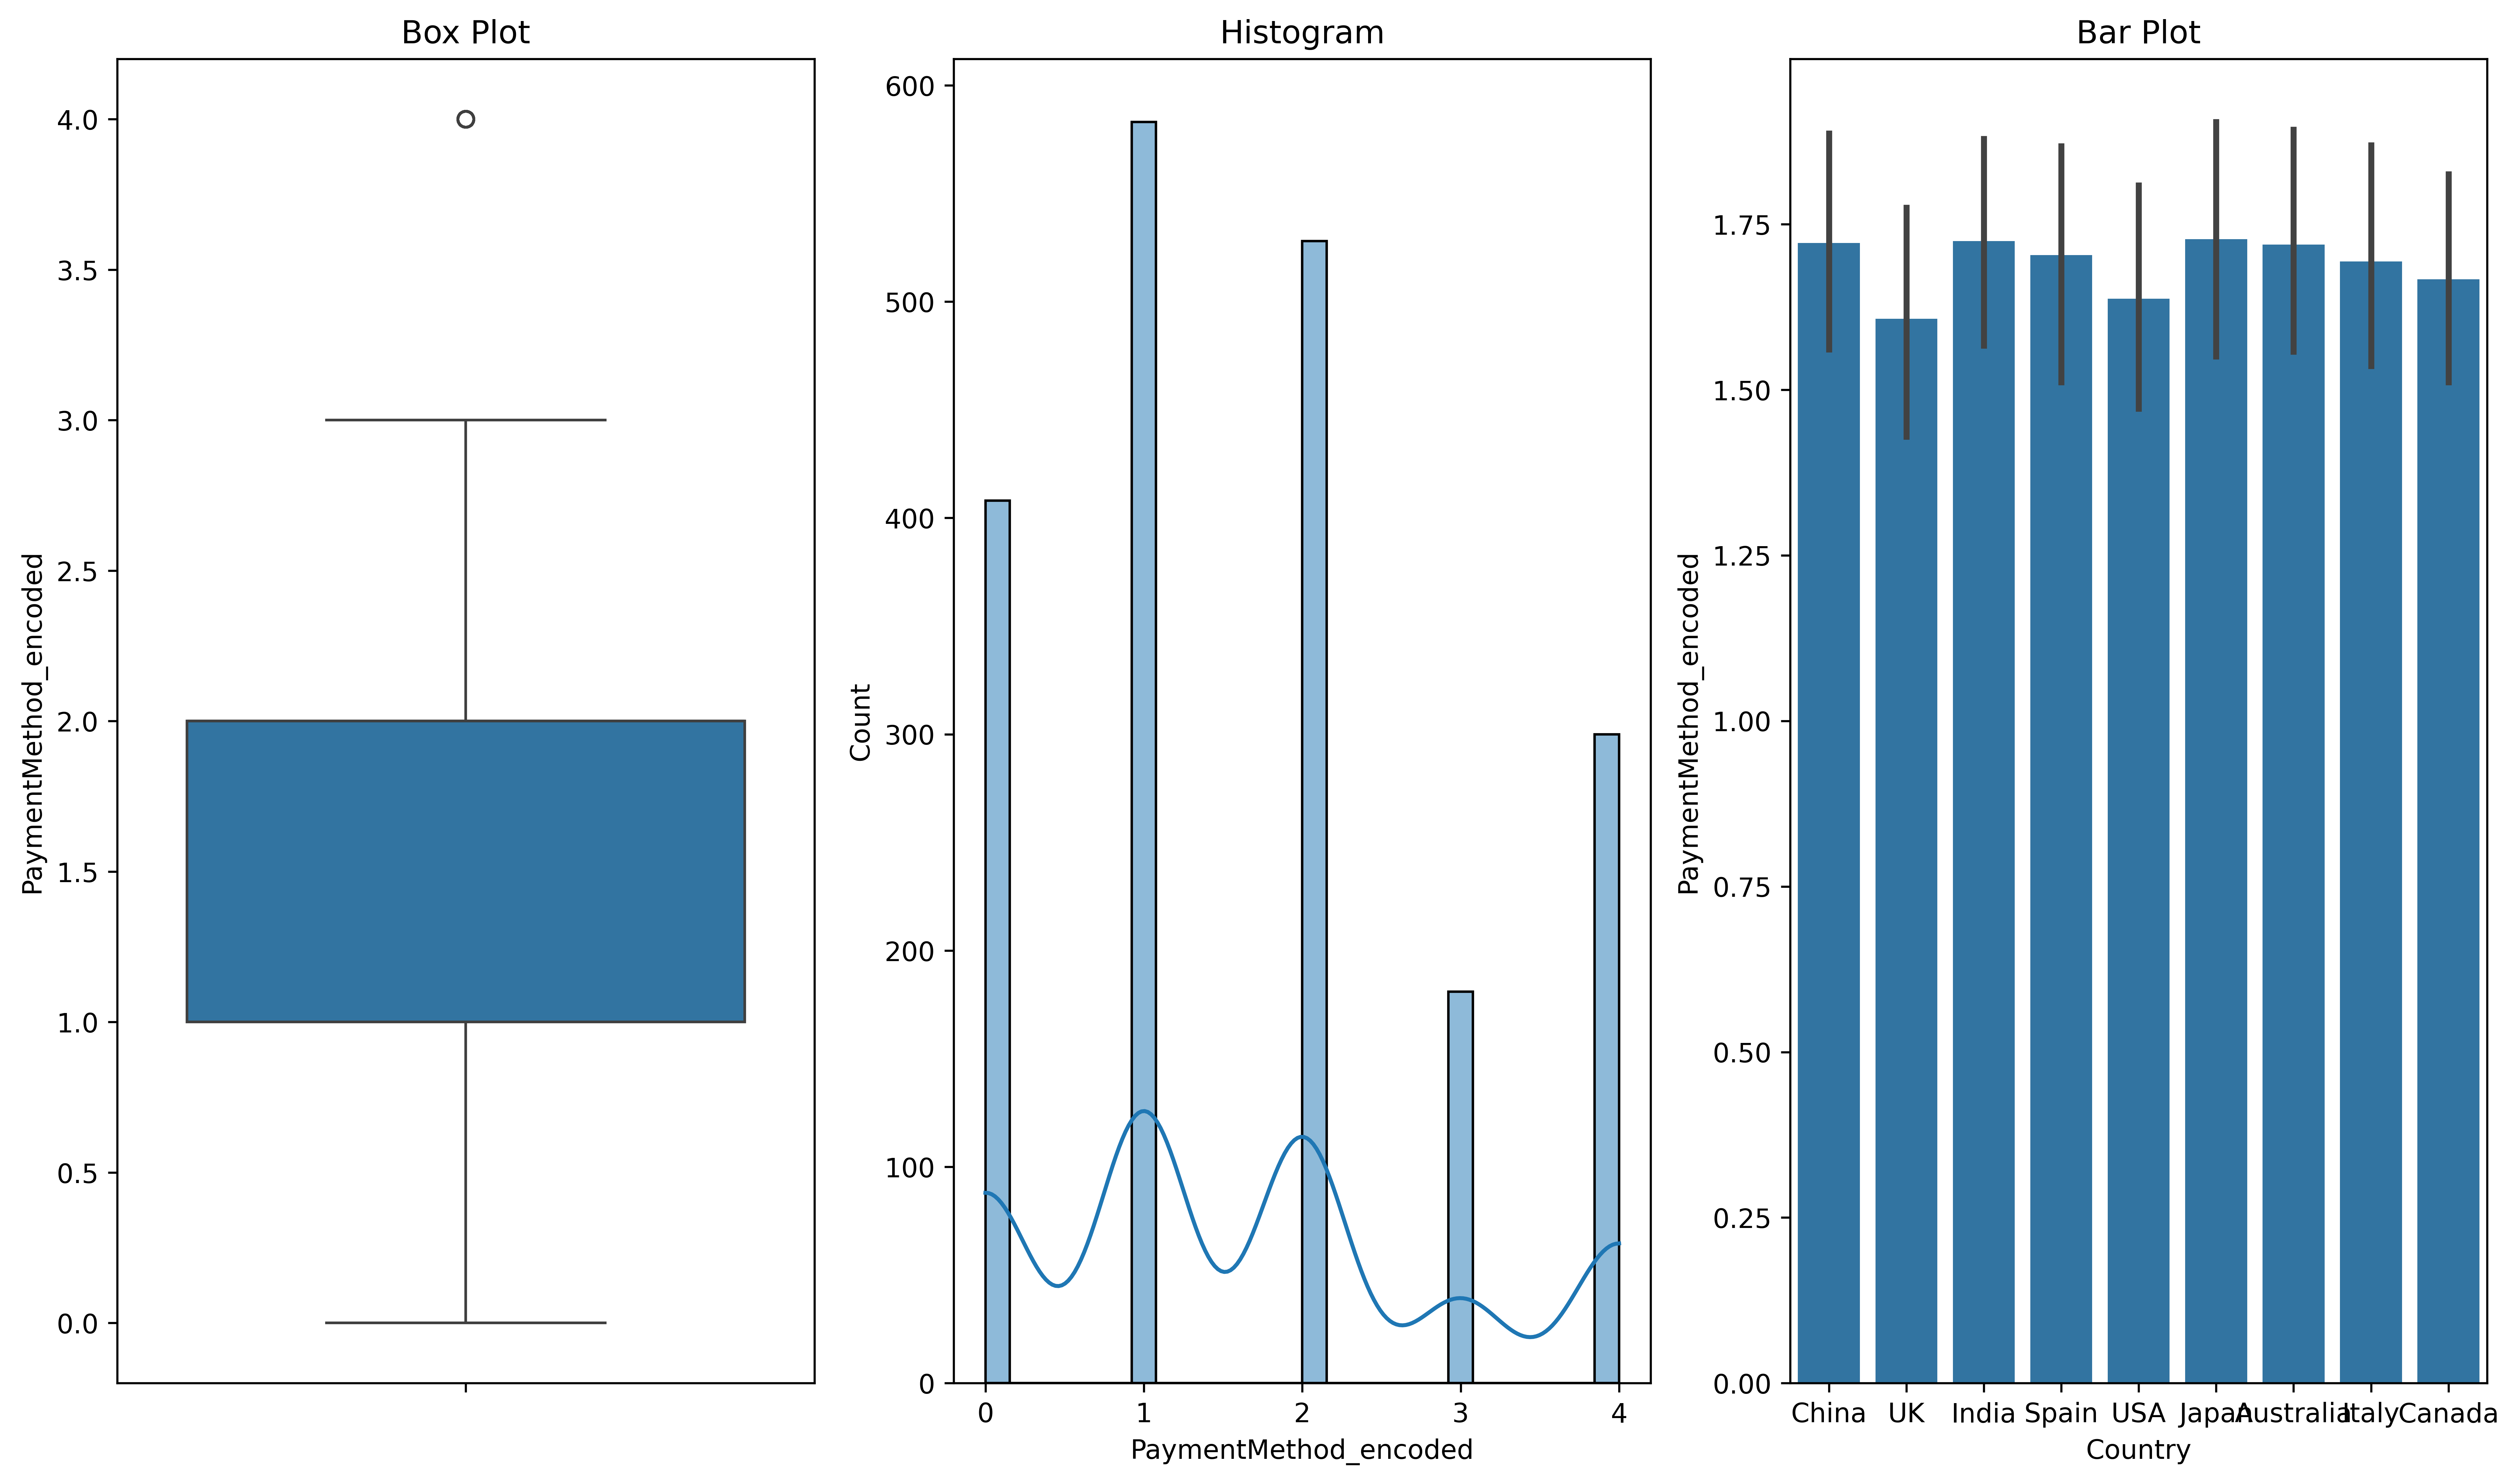 Box Plot
PaymentMethod_encoded
4.0
3.5
3.0
2.5
2.0
1.5
1.0
0.5
0.0
Histogram
Count
600
500
400
300
200
100
0
0 1 2 3 4
PaymentMethod_encoded
Bar Plot
PaymentMethod_encoded
1.75
1.50
1.25
1.00
0.75
0.50
0.25
0.00
China UK India Spain USA Japan Australia Italy Canada
Country